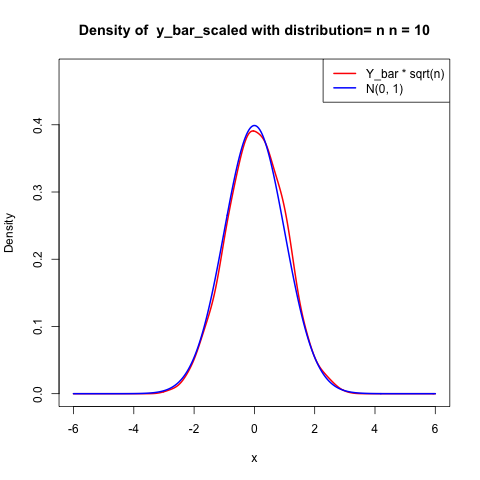 Density of  y_bar_scaled with distribution= n n = 10
Y_bar * sqrt(n)
N(0, 1)
0.4
0.3
0.2
0.1
0.0
Density
-6 -4 -2 0 2 4 6
x